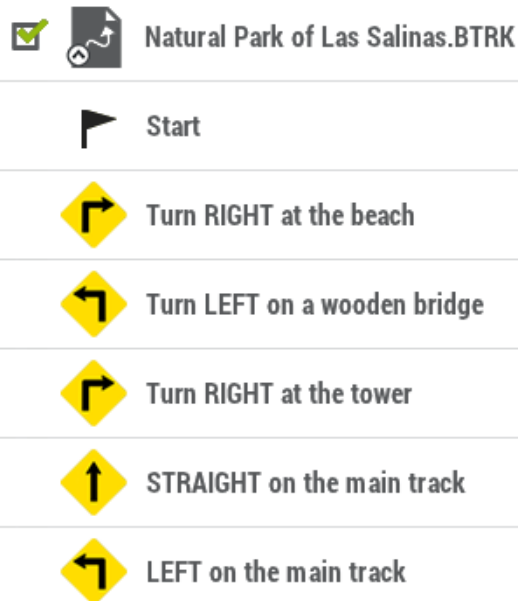 Natural Park of Las Salinas.BTRK
Start
Turn RIGHT at the beach
Turn LEFT on a wooden bridge
Turn RIGHT at the tower
STRAIGHT on the main track
LEFT on the main track